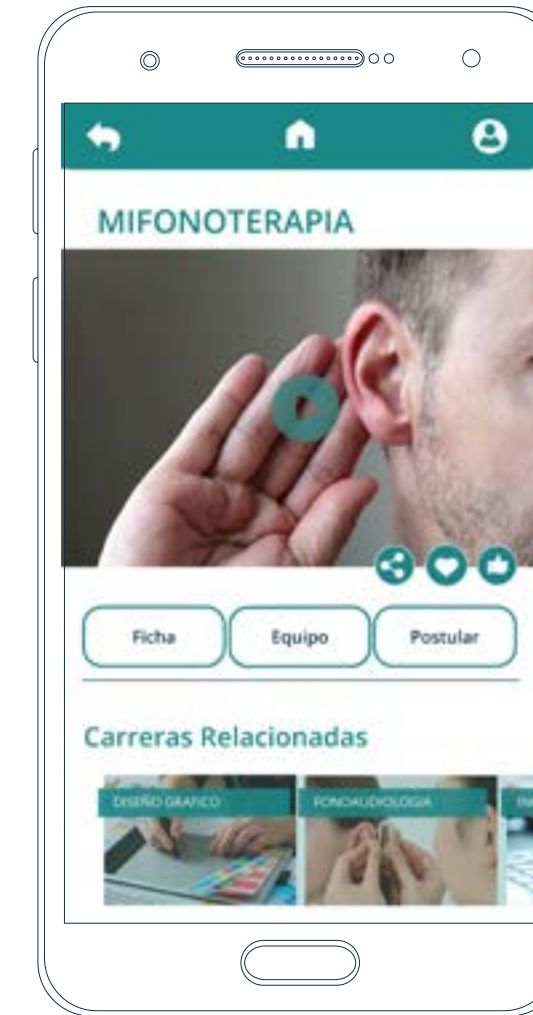 MIFONOTERAPIA
Ficha
Equipo
Postular
Carreras Relacionadas
DISEÑO GRAFICO
FONOAUDIOLOGIA